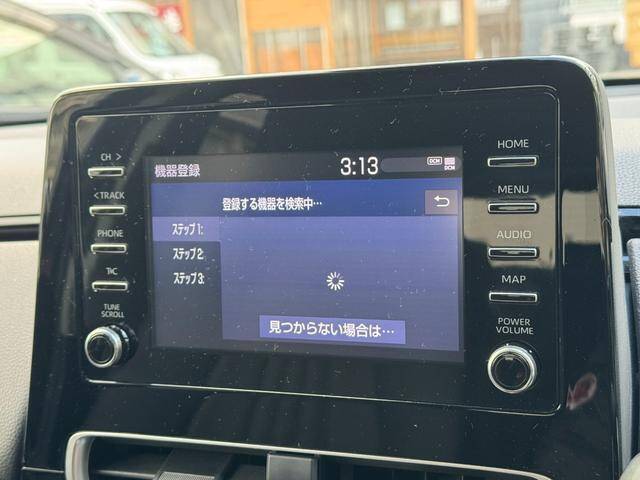 CH >
< TRACK
PHONE
T∧C
TUNE
SCROLL
機器登録
3:13
DCM
DCM
登録する機器を検索中…
ステップ1:
ステップ2:
ステップ3:
見つからない場合は…
HOME
MENU
AUDIO
MAP
POWER
VOLUME